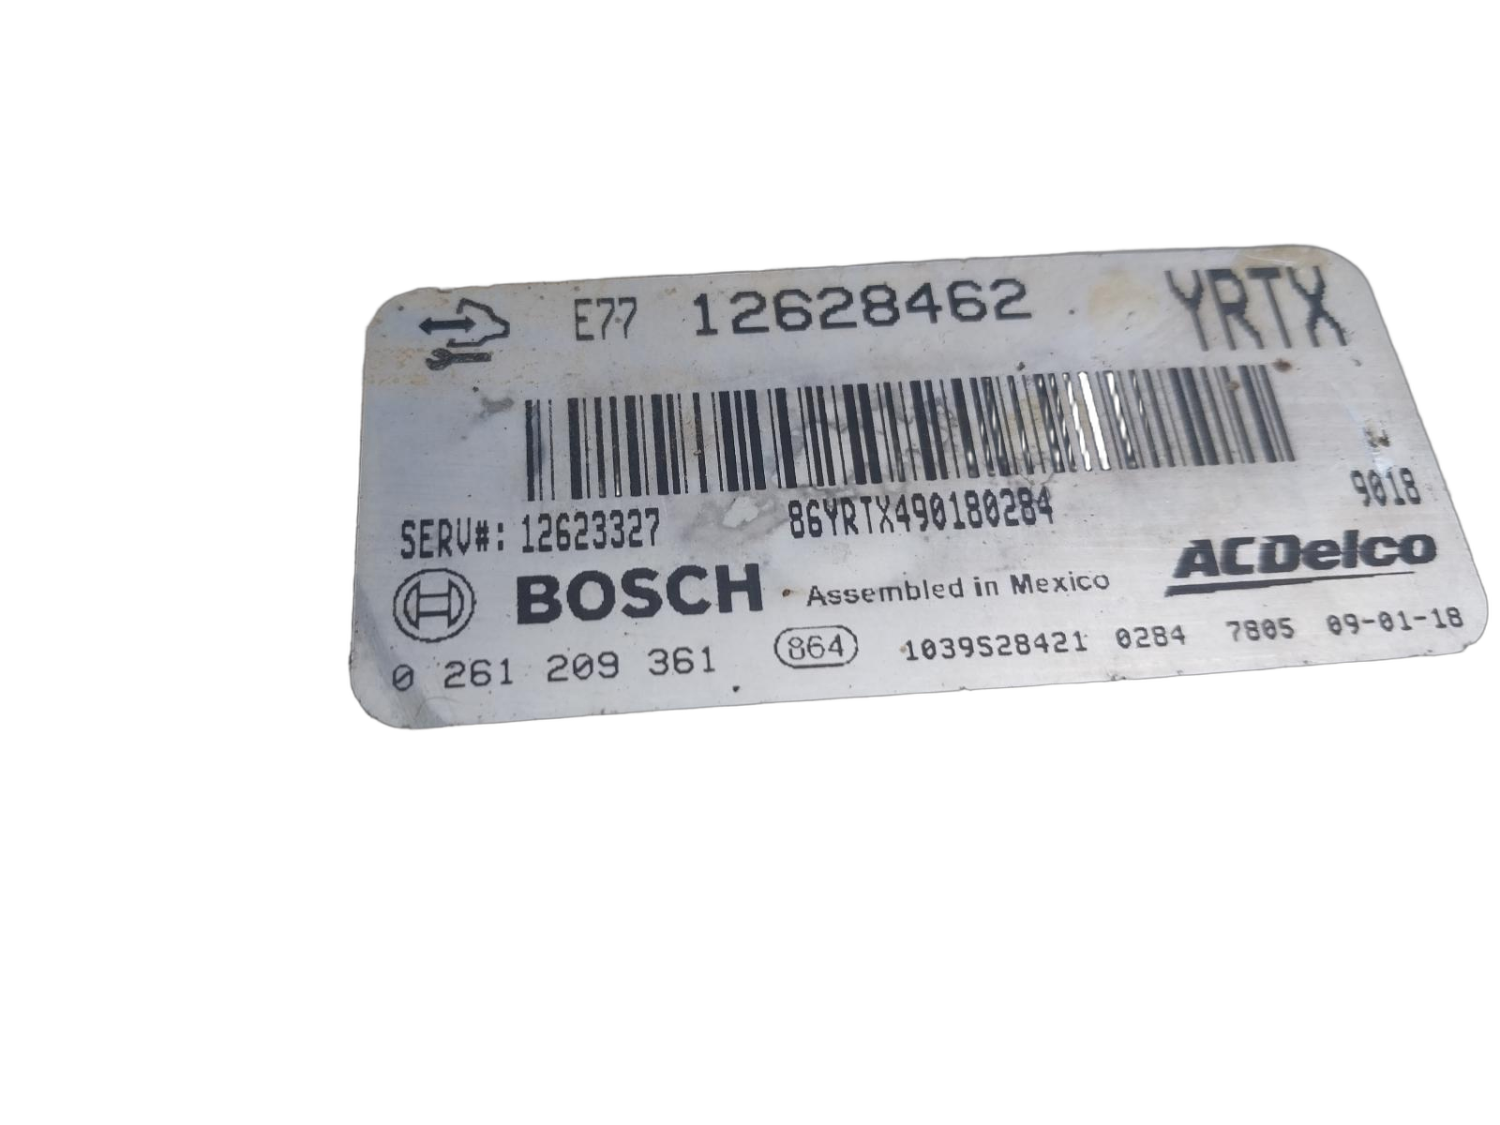 E77 12628462 YRTX
9018
SERV#: 12623327 86YRTX490180284
BOSCH Assembled in Mexico ACDelco
0 261 209 361 864 1039S28421 0284 7805 09-01-18